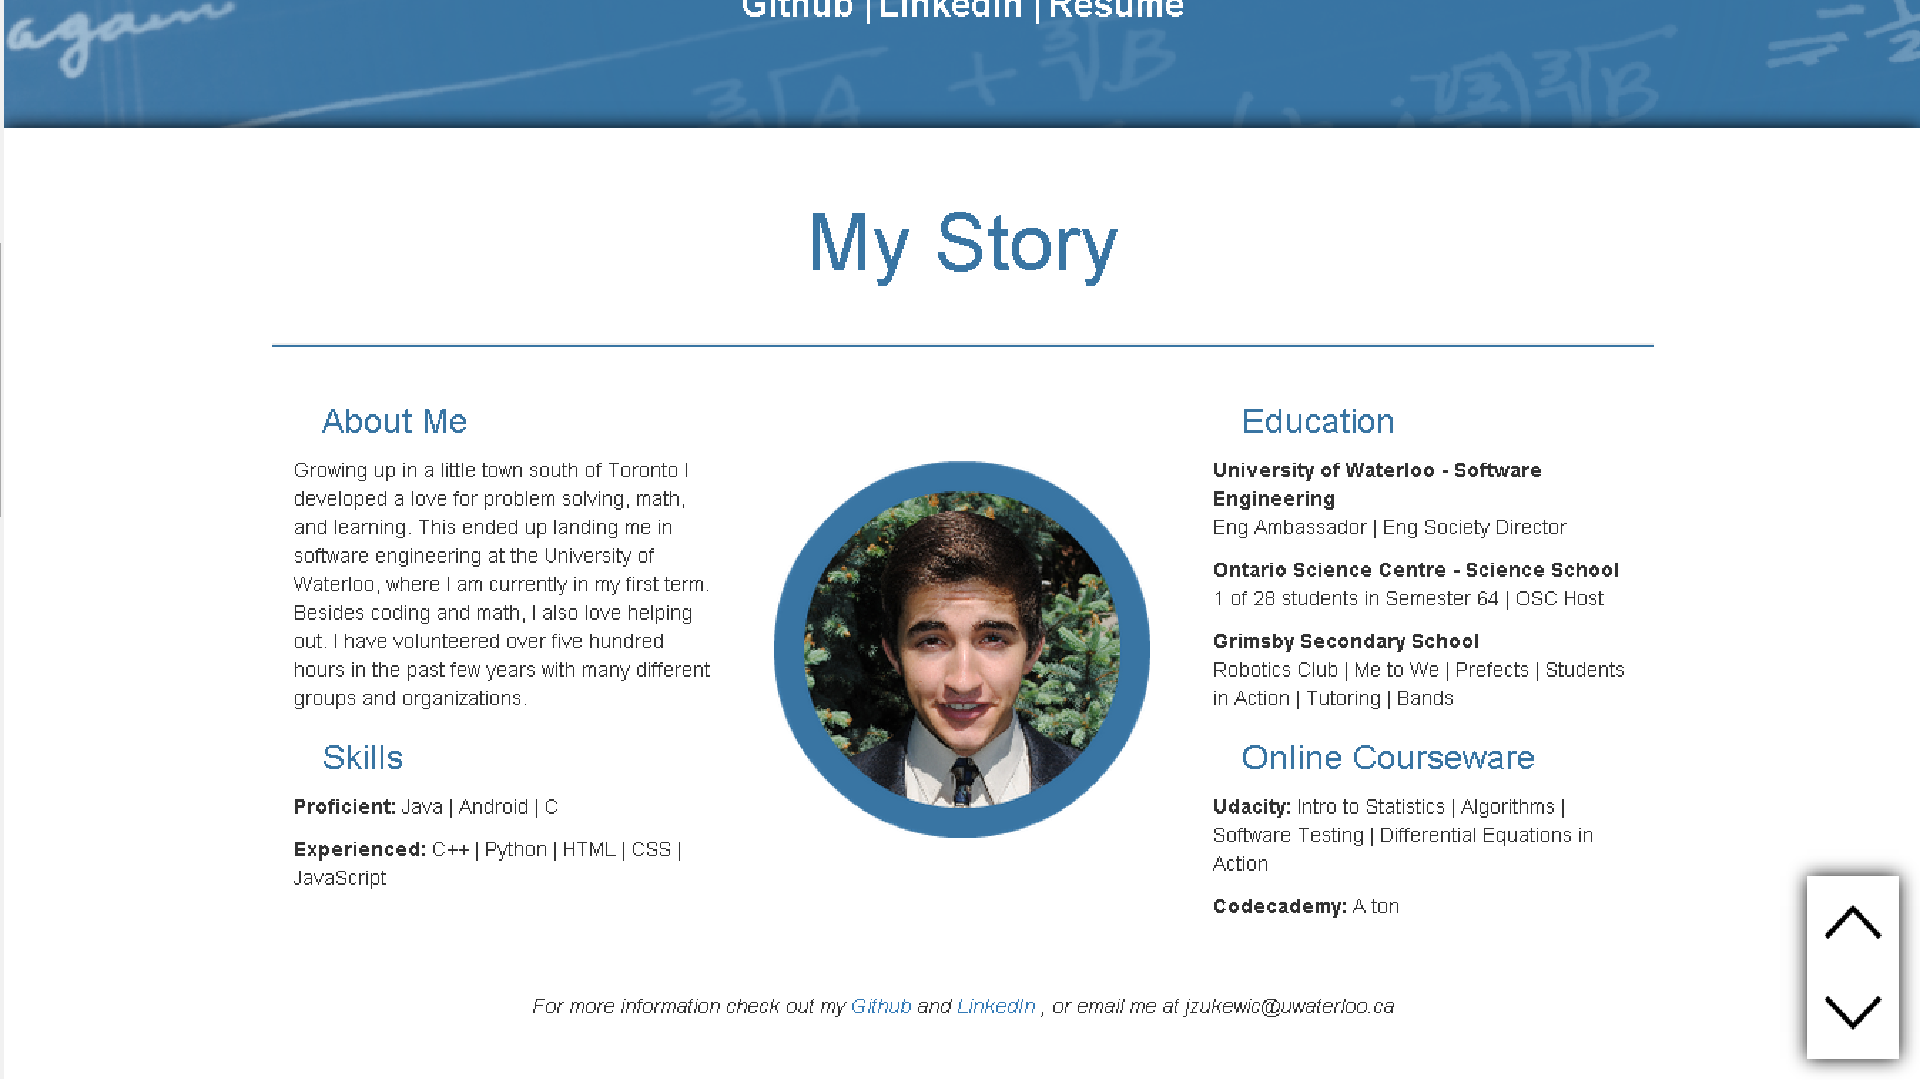 Github | LinkedIn | Resume
again
∛A + ∛B
∛B
My Story
About Me
Growing up in a little town south of Toronto I
developed a love for problem solving, math,
and learning. This ended up landing me in
software engineering at the University of
Waterloo, where I am currently in my first term.
Besides coding and math, I also love helping
out. I have volunteered over five hundred
hours in the past few years with many different
groups and organizations.
Skills
Proficient: Java | Android | C
Experienced: C++ | Python | HTML | CSS |
JavaScript
Education
University of Waterloo - Software
Engineering
Eng Ambassador | Eng Society Director
Ontario Science Centre - Science School
1 of 28 students in Semester 64 | OSC Host
Grimsby Secondary School
Robotics Club | Me to We | Prefects | Students
in Action | Tutoring | Bands
Online Courseware
Udacity: Intro to Statistics | Algorithms |
Software Testing | Differential Equations in
Action
Codecademy: A ton
For more information check out my Github and LinkedIn , or email me at jzukewic@uwaterloo.ca